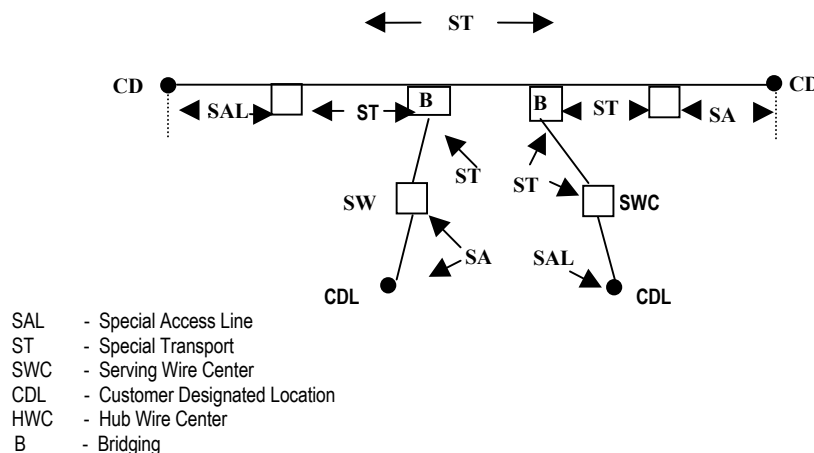 ST
CD CD
SAL ST B B ST SA
ST ST
SW SWC
SA SAL
CDL CDL
SAL - Special Access Line
ST - Special Transport
SWC - Serving Wire Center
CDL - Customer Designated Location
HWC - Hub Wire Center
B - Bridging